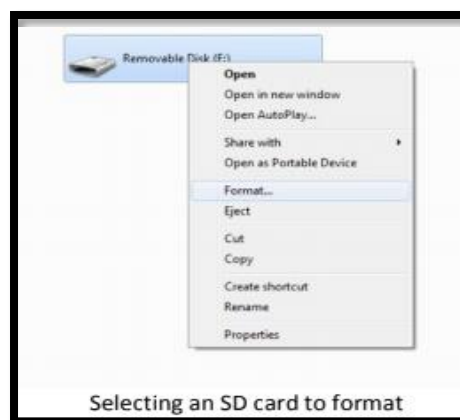 Removable Disk (F:)
Open
Open in new window
Open AutoPlay...
Share with
Open as Portable Device
Format...
Eject
Cut
Copy
Create shortcut
Rename
Properties
Selecting an SD card to format